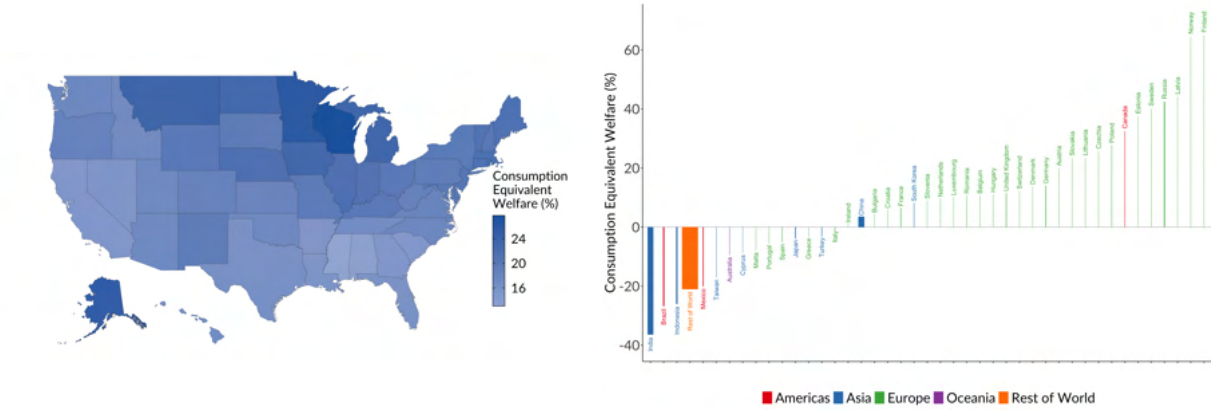 Consumption
Equivalent
Welfare (%)
24
20
16
Consumption Equivalent Welfare (%)
60
40
20
0
-20
-40
India
Brazil
Indonesia
Rest of World
Mexico
Taiwan
Australia
Cyprus
Malta
Portugal
Spain
Japan
Greece
Turkey
Italy
Ireland
China
Bulgaria
Croatia
France
South Korea
Slovenia
Netherlands
Luxembourg
Romania
Belgium
Hungary
United Kingdom
Switzerland
Denmark
Germany
Austria
Slovakia
Lithuania
Czechia
Poland
Canada
Estonia
Sweden
Russia
Latvia
Norway
Finland
Americas Asia Europe Oceania Rest of World